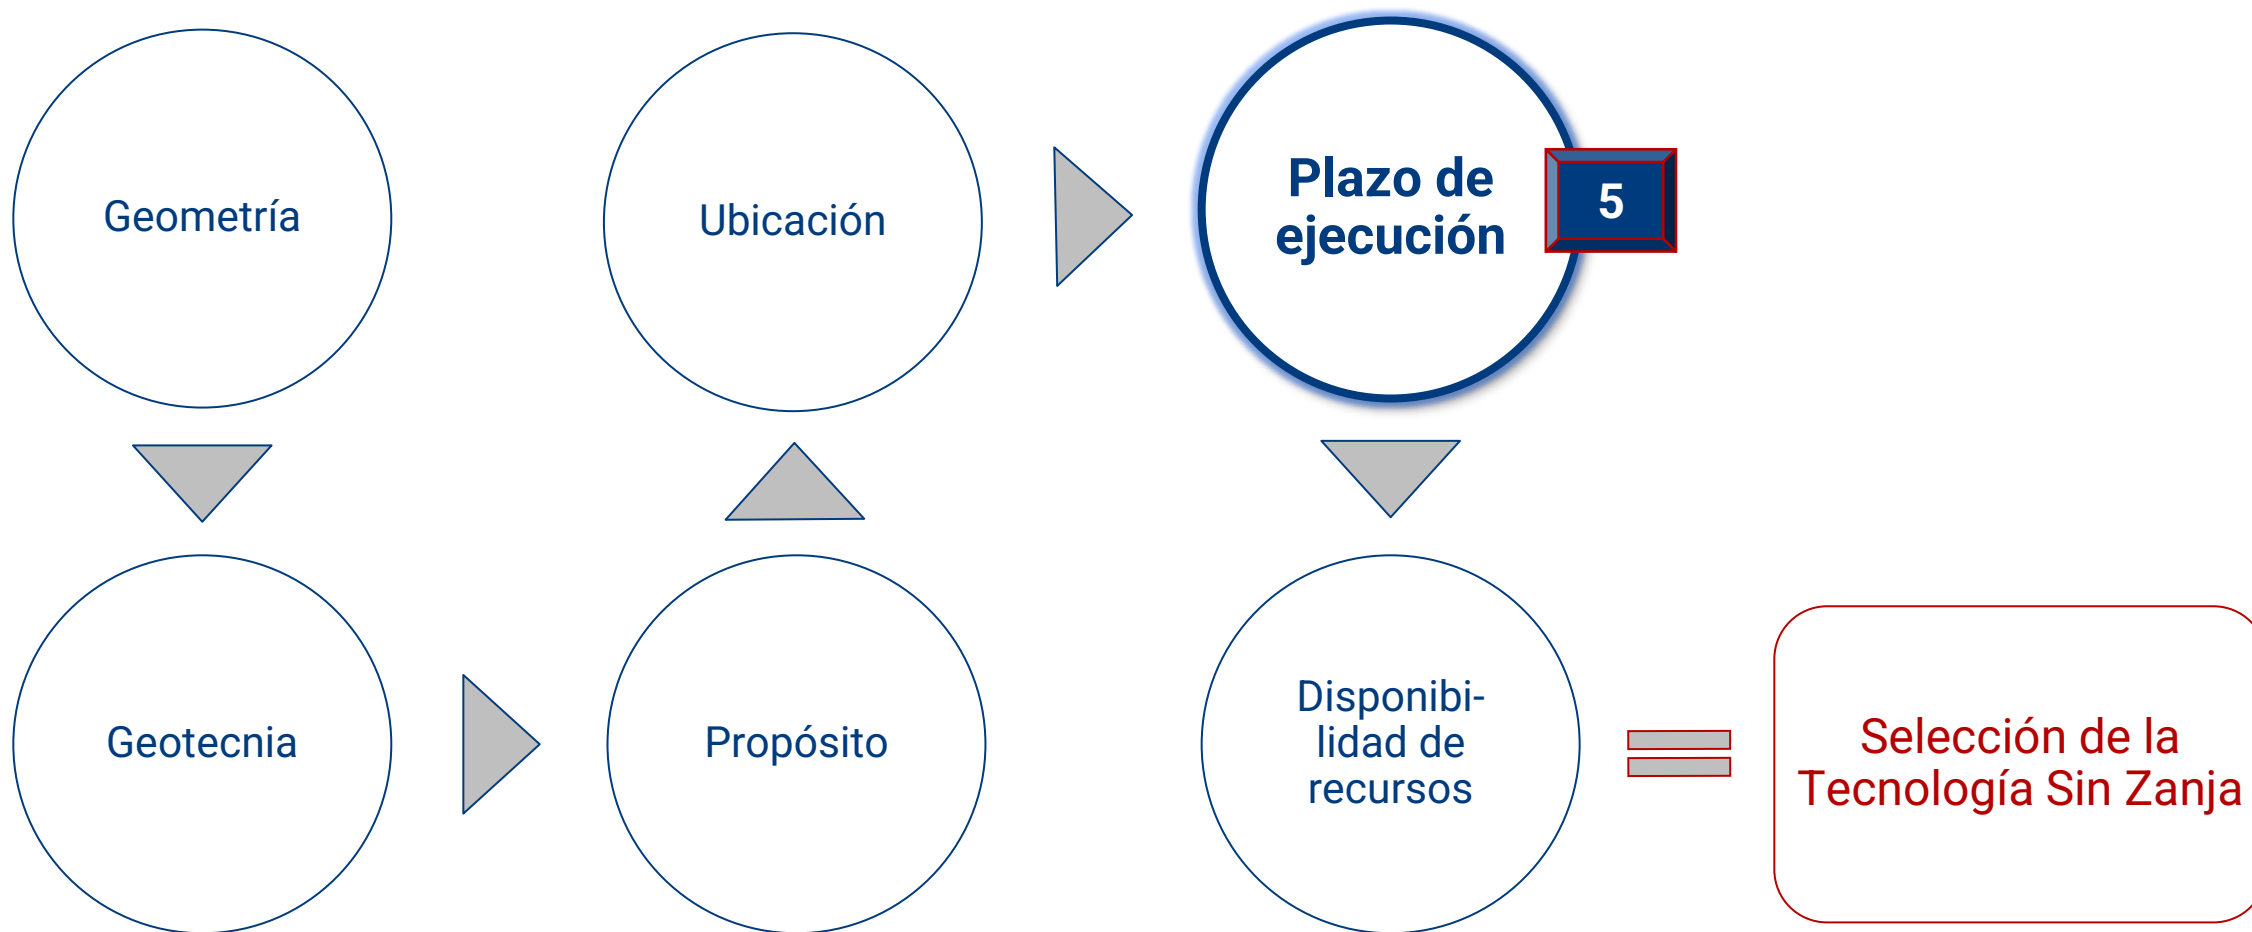 Geometría
Geotecnia
Propósito
Ubicación
Plazo de
ejecución
5
Disponibi-
lidad de
recursos
Selección de la
Tecnología Sin Zanja